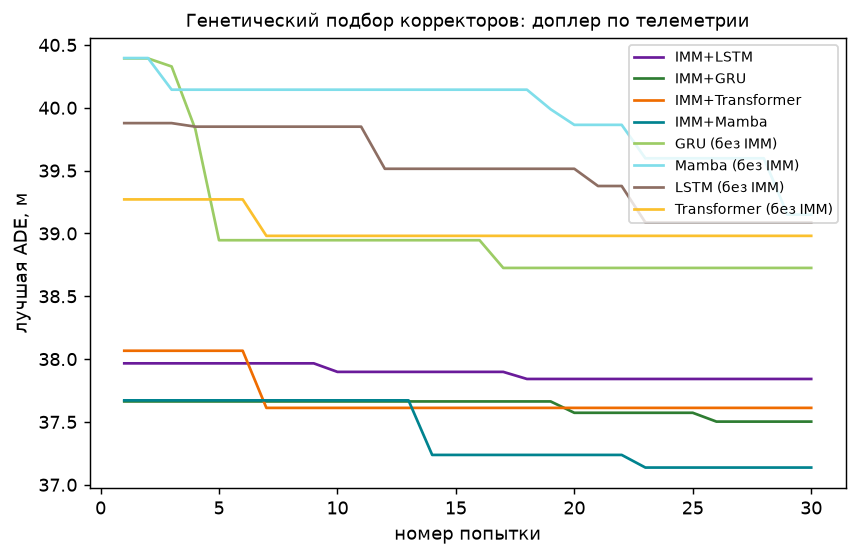 Генетический подбор корректоров: доплер по телеметрии
40.5
40.0
39.5
39.0
38.5
38.0
37.5
37.0
лучшая ADE, м
IMM+LSTM
IMM+GRU
IMM+Transformer
IMM+Mamba
GRU (без IMM)
Mamba (без IMM)
LSTM (без IMM)
Transformer (без IMM)
0 5 10 15 20 25 30
номер попытки